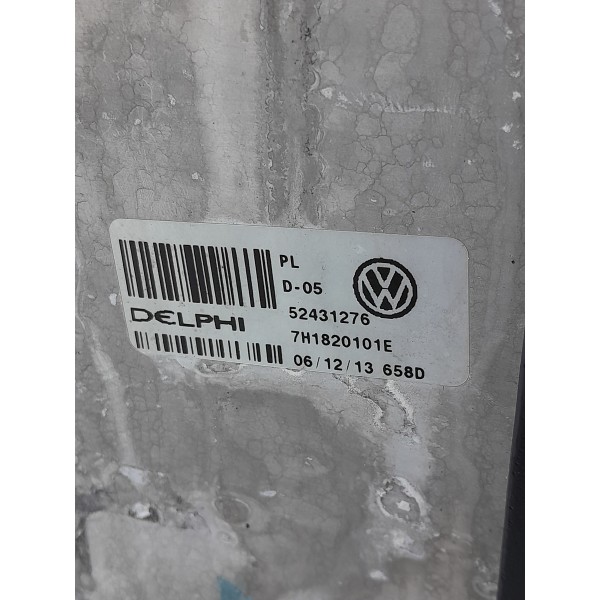 PL
D-05
52431276
DELPHI
7H1820101E
06/12/13 658D